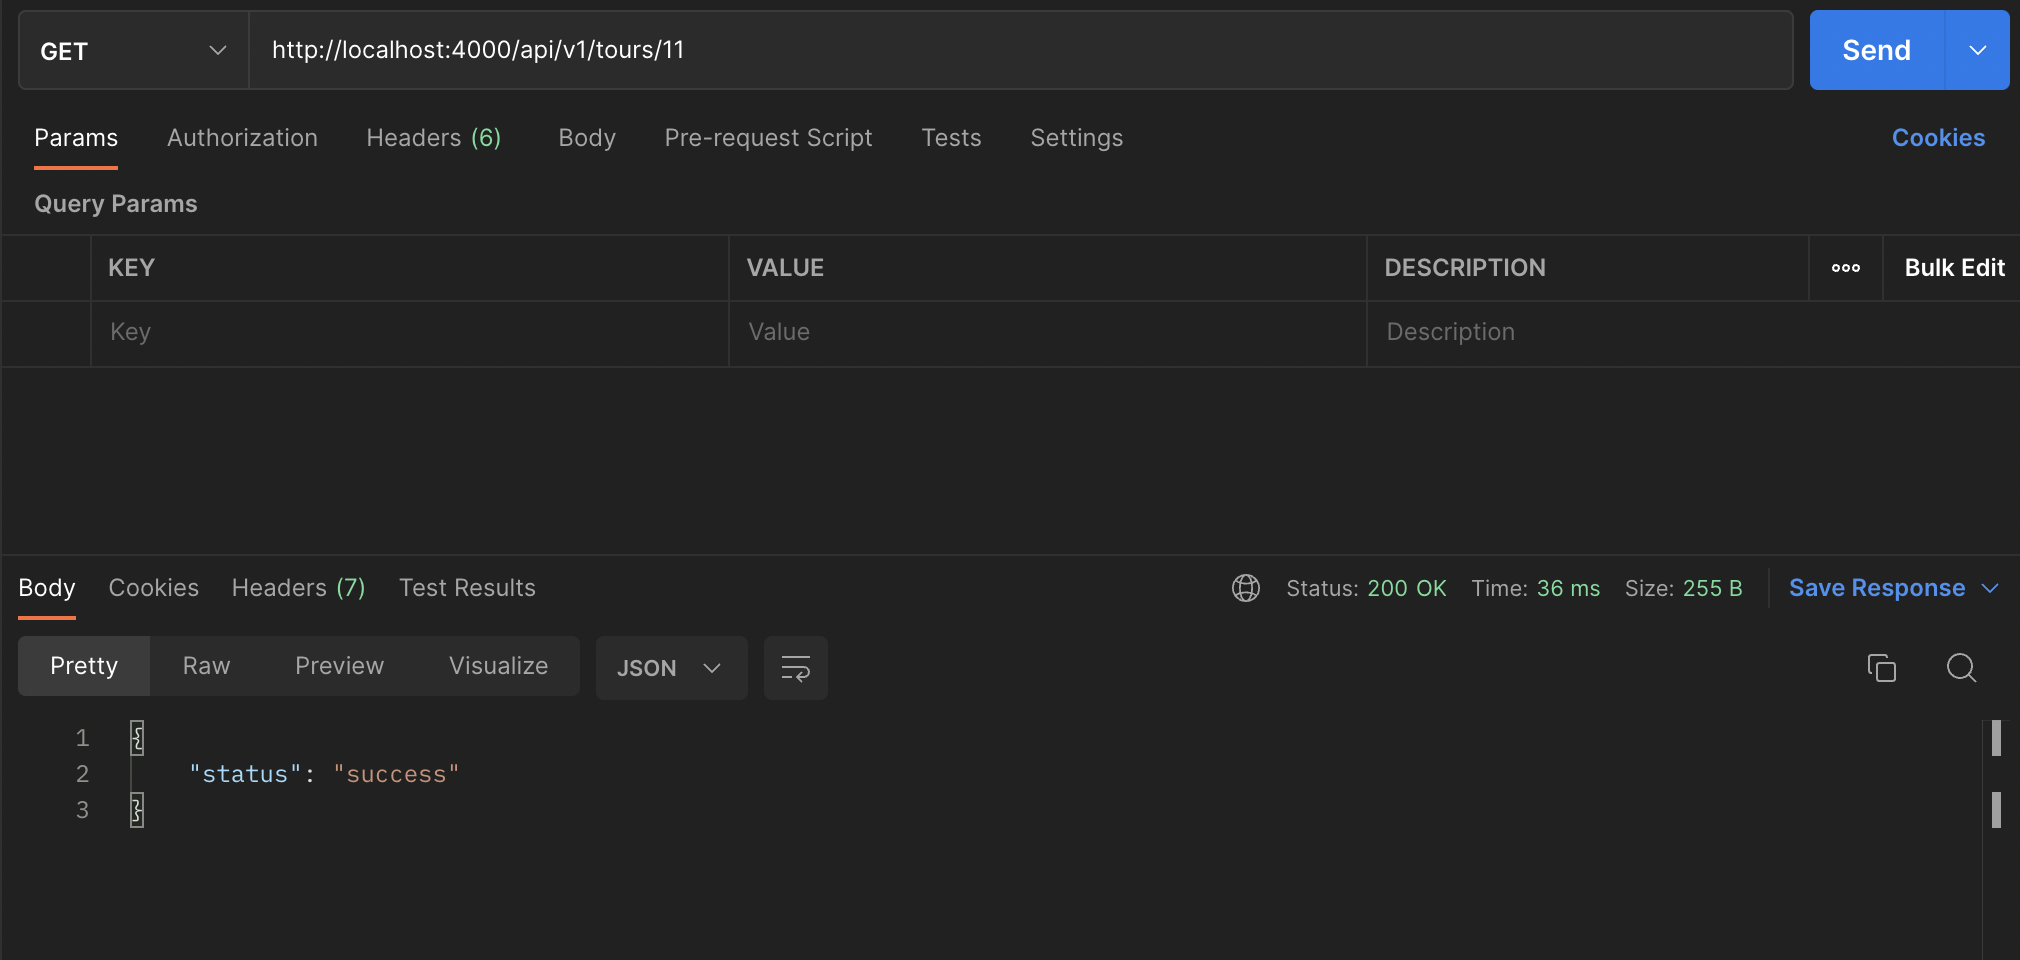 GET http://localhost:4000/api/v1/tours/11 Send
Params Authorization Headers (6) Body Pre-request Script Tests Settings Cookies
Query Params
KEY VALUE DESCRIPTION ooo Bulk Edit
Key Value Description
Body Cookies Headers (7) Test Results Status: 200 OK Time: 36 ms Size: 255 B Save Response
Pretty Raw Preview Visualize JSON
1 {
2 "status": "success"
3 }